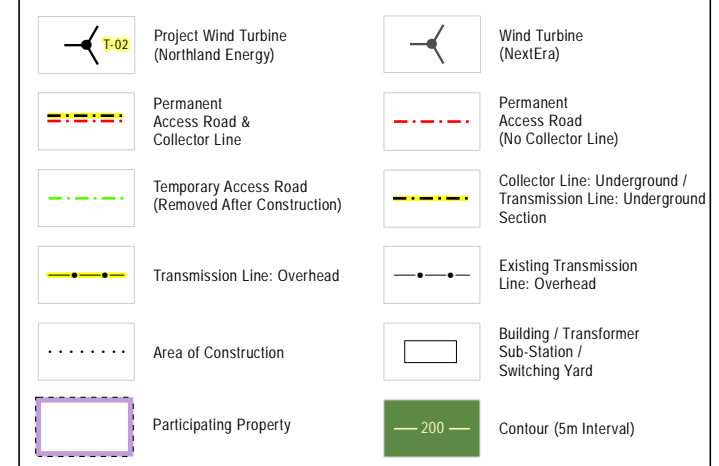 T-02
Project Wind Turbine
(Northland Energy)
Wind Turbine
(NextEra)
Permanent
Access Road &
Collector Line
Permanent
Access Road
(No Collector Line)
Temporary Access Road
(Removed After Construction)
Collector Line: Underground /
Transmission Line: Underground
Section
Transmission Line: Overhead
Existing Transmission
Line: Overhead
Area of Construction
Building / Transformer
Sub-Station /
Switching Yard
Participating Property
200
Contour (5m Interval)